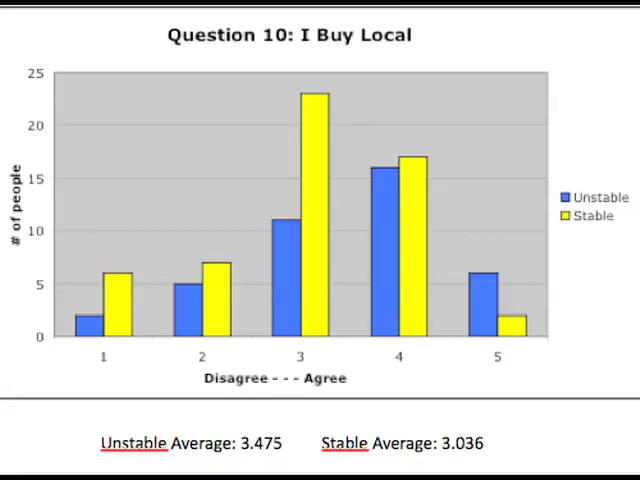 Question 10: I Buy Local
25
20
15
10
5
0
# of people
1 2 3 4 5
Disagree - - - Agree
Unstable
Stable
Unstable Average: 3.475 Stable Average: 3.036